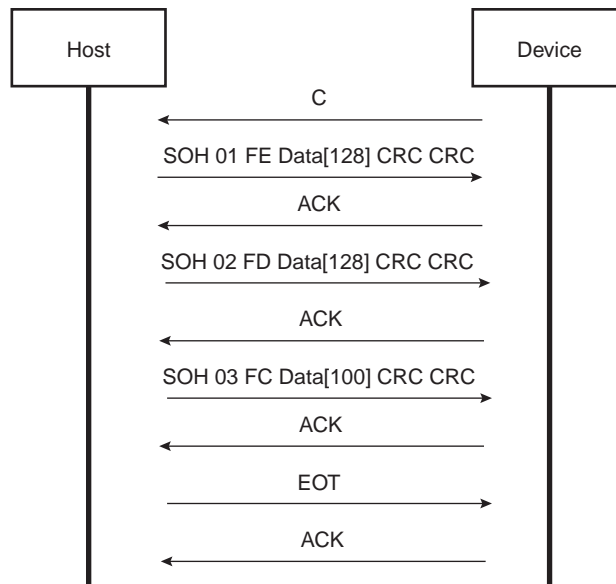 Host
Device
C
SOH 01 FE Data[128] CRC CRC
ACK
SOH 02 FD Data[128] CRC CRC
ACK
SOH 03 FC Data[100] CRC CRC
ACK
EOT
ACK